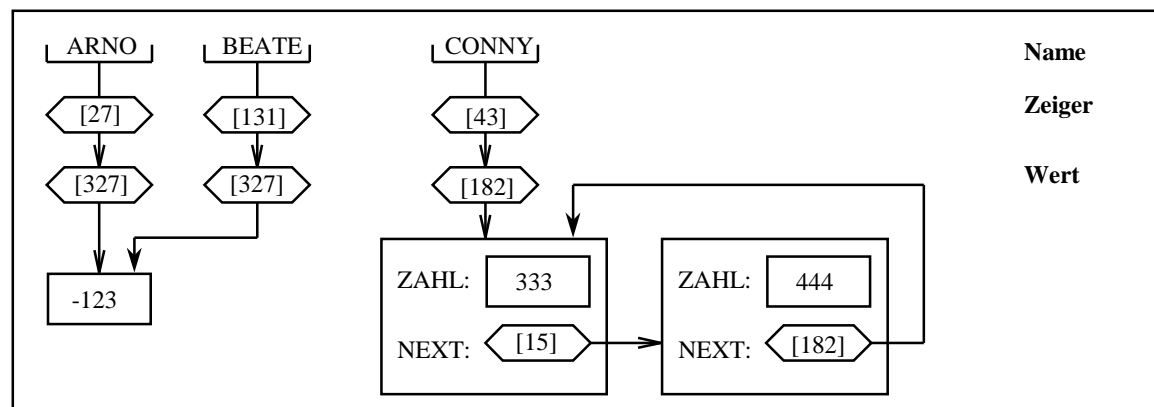 ARNO BEATE CONNY Name
[27] [131] [43] Zeiger
[327] [327] [182] Wert
ZAHL: 333 ZAHL: 444
-123
NEXT: [15] NEXT: [182]